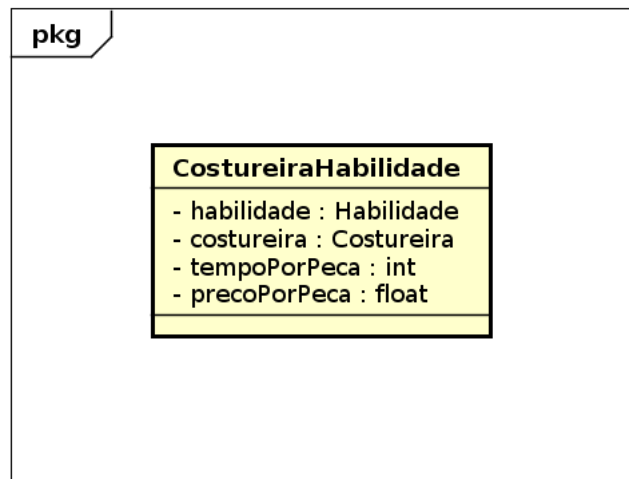 pkg
CostureiraHabilidade
- habilidade : Habilidade
- costureira : Costureira
- tempoPorPeca : int
- precoPorPeca : float